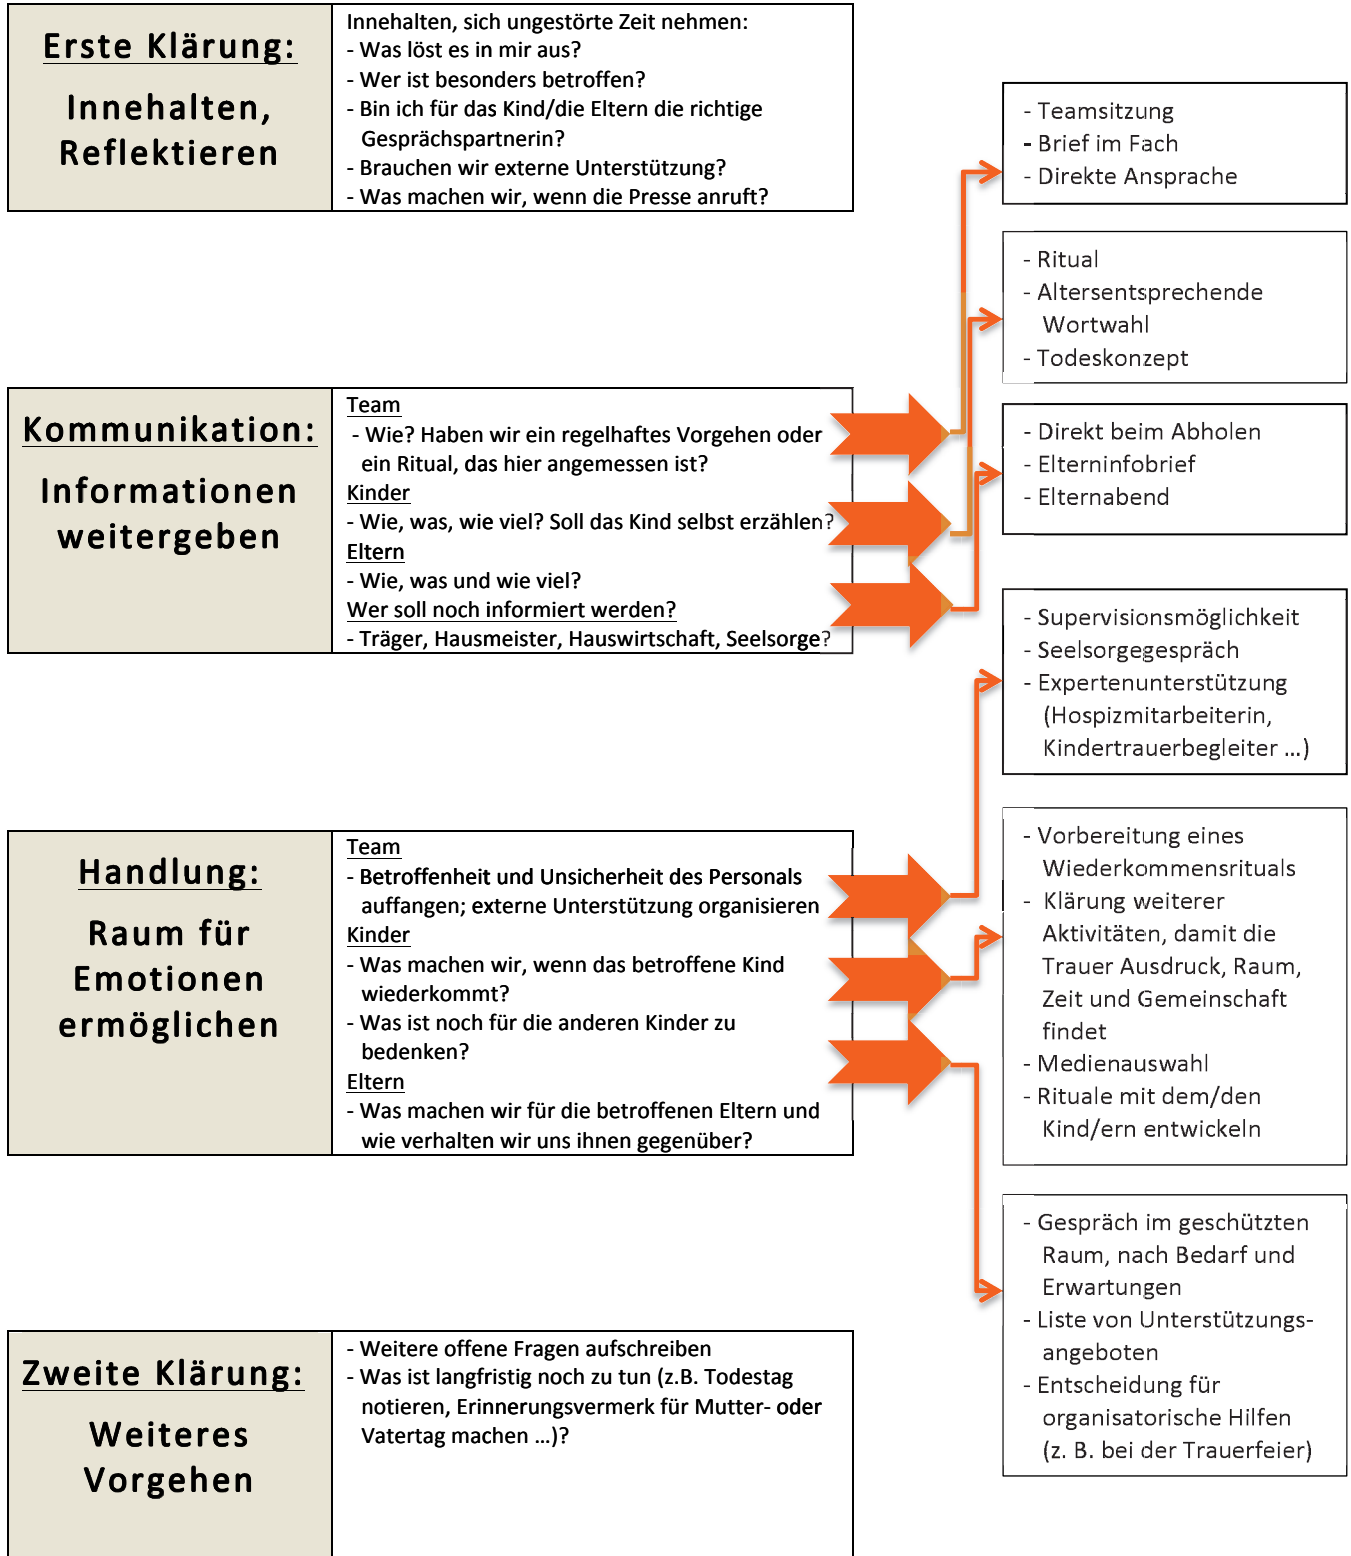 Erste Klärung:
Innehalten,
Reflektieren
Innehalten, sich ungestörte Zeit nehmen:
- Was löst es in mir aus?
- Wer ist besonders betroffen?
- Bin ich für das Kind/die Eltern die richtige
Gesprächspartnerin?
- Brauchen wir externe Unterstützung?
- Was machen wir, wenn die Presse anruft?
Kommunikation:
Informationen
weitergeben
Team
- Wie? Haben wir ein regelhaftes Vorgehen oder
ein Ritual, das hier angemessen ist?
Kinder
- Wie, was, wie viel? Soll das Kind selbst erzählen?
Eltern
- Wie, was und wie viel?
Wer soll noch informiert werden?
- Träger, Hausmeister, Hauswirtschaft, Seelsorge?
- Teamsitzung
- Brief im Fach
- Direkte Ansprache
- Ritual
- Altersentsprechende
Wortwahl
- Todeskonzept
- Direkt beim Abholen
- Elterninfobrief
- Elternabend
Handlung:
Raum für
Emotionen
ermöglichen
Team
- Betroffenheit und Unsicherheit des Personals
auffangen; externe Unterstützung organisieren
Kinder
- Was machen wir, wenn das betroffene Kind
wiederkommt?
- Was ist noch für die anderen Kinder zu
bedenken?
Eltern
- Was machen wir für die betroffenen Eltern und
wie verhalten wir uns ihnen gegenüber?
- Supervisionsmöglichkeit
- Seelsorgegespräch
- Expertenunterstützung
(Hospizmitarbeiterin,
Kindertrauerbegleiter ...)
- Vorbereitung eines
Wiederkommensrituals
- Klärung weiterer
Aktivitäten, damit die
Trauer Ausdruck, Raum,
Zeit und Gemeinschaft
findet
- Medienauswahl
- Rituale mit dem/den
Kind/ern entwickeln
- Gespräch im geschützten
Raum, nach Bedarf und
Erwartungen
- Liste von Unterstützungs-
angeboten
- Entscheidung für
organisatorische Hilfen
(z. B. bei der Trauerfeier)
Zweite Klärung:
Weiteres
Vorgehen
- Weitere offene Fragen aufschreiben
- Was ist langfristig noch zu tun (z.B. Todestag
notieren, Erinnerungsvermerk für Mutter- oder
Vatertag machen ...)?